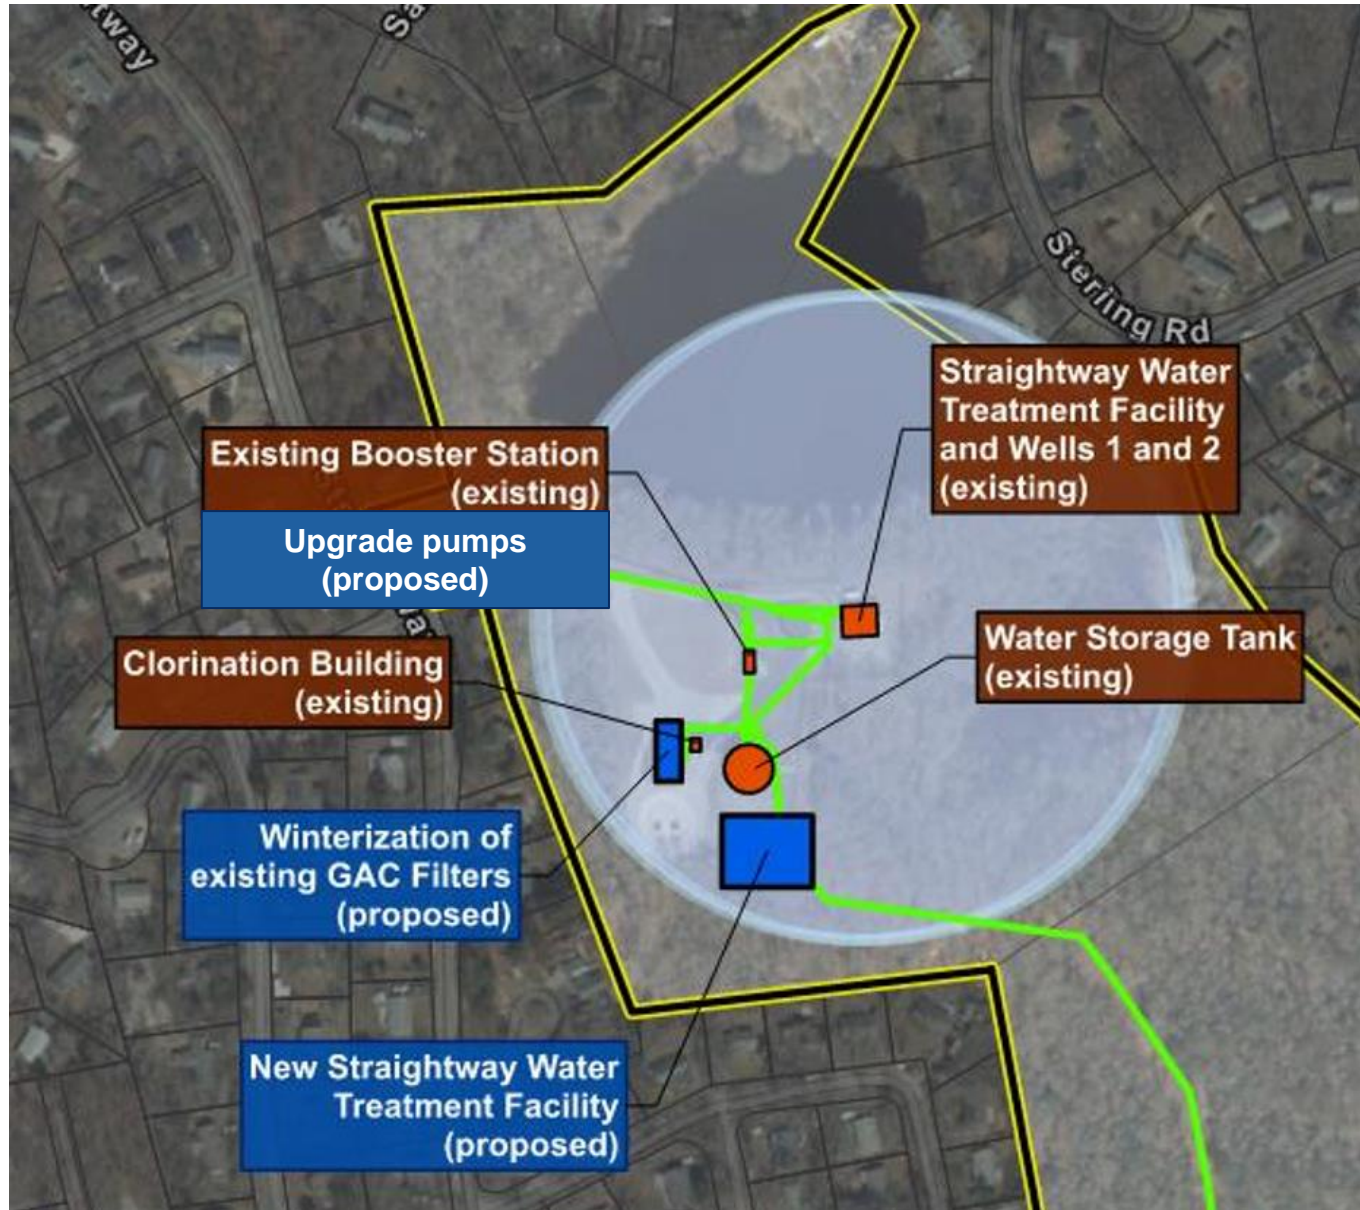 Sterling Rd
Straightway Water
Treatment Facility
and Wells 1 and 2
(existing)
Existing Booster Station
(existing)
Upgrade pumps
(proposed)
Water Storage Tank
(existing)
Clorination Building
(existing)
Winterization of
existing GAC Filters
(proposed)
New Straightway Water
Treatment Facility
(proposed)